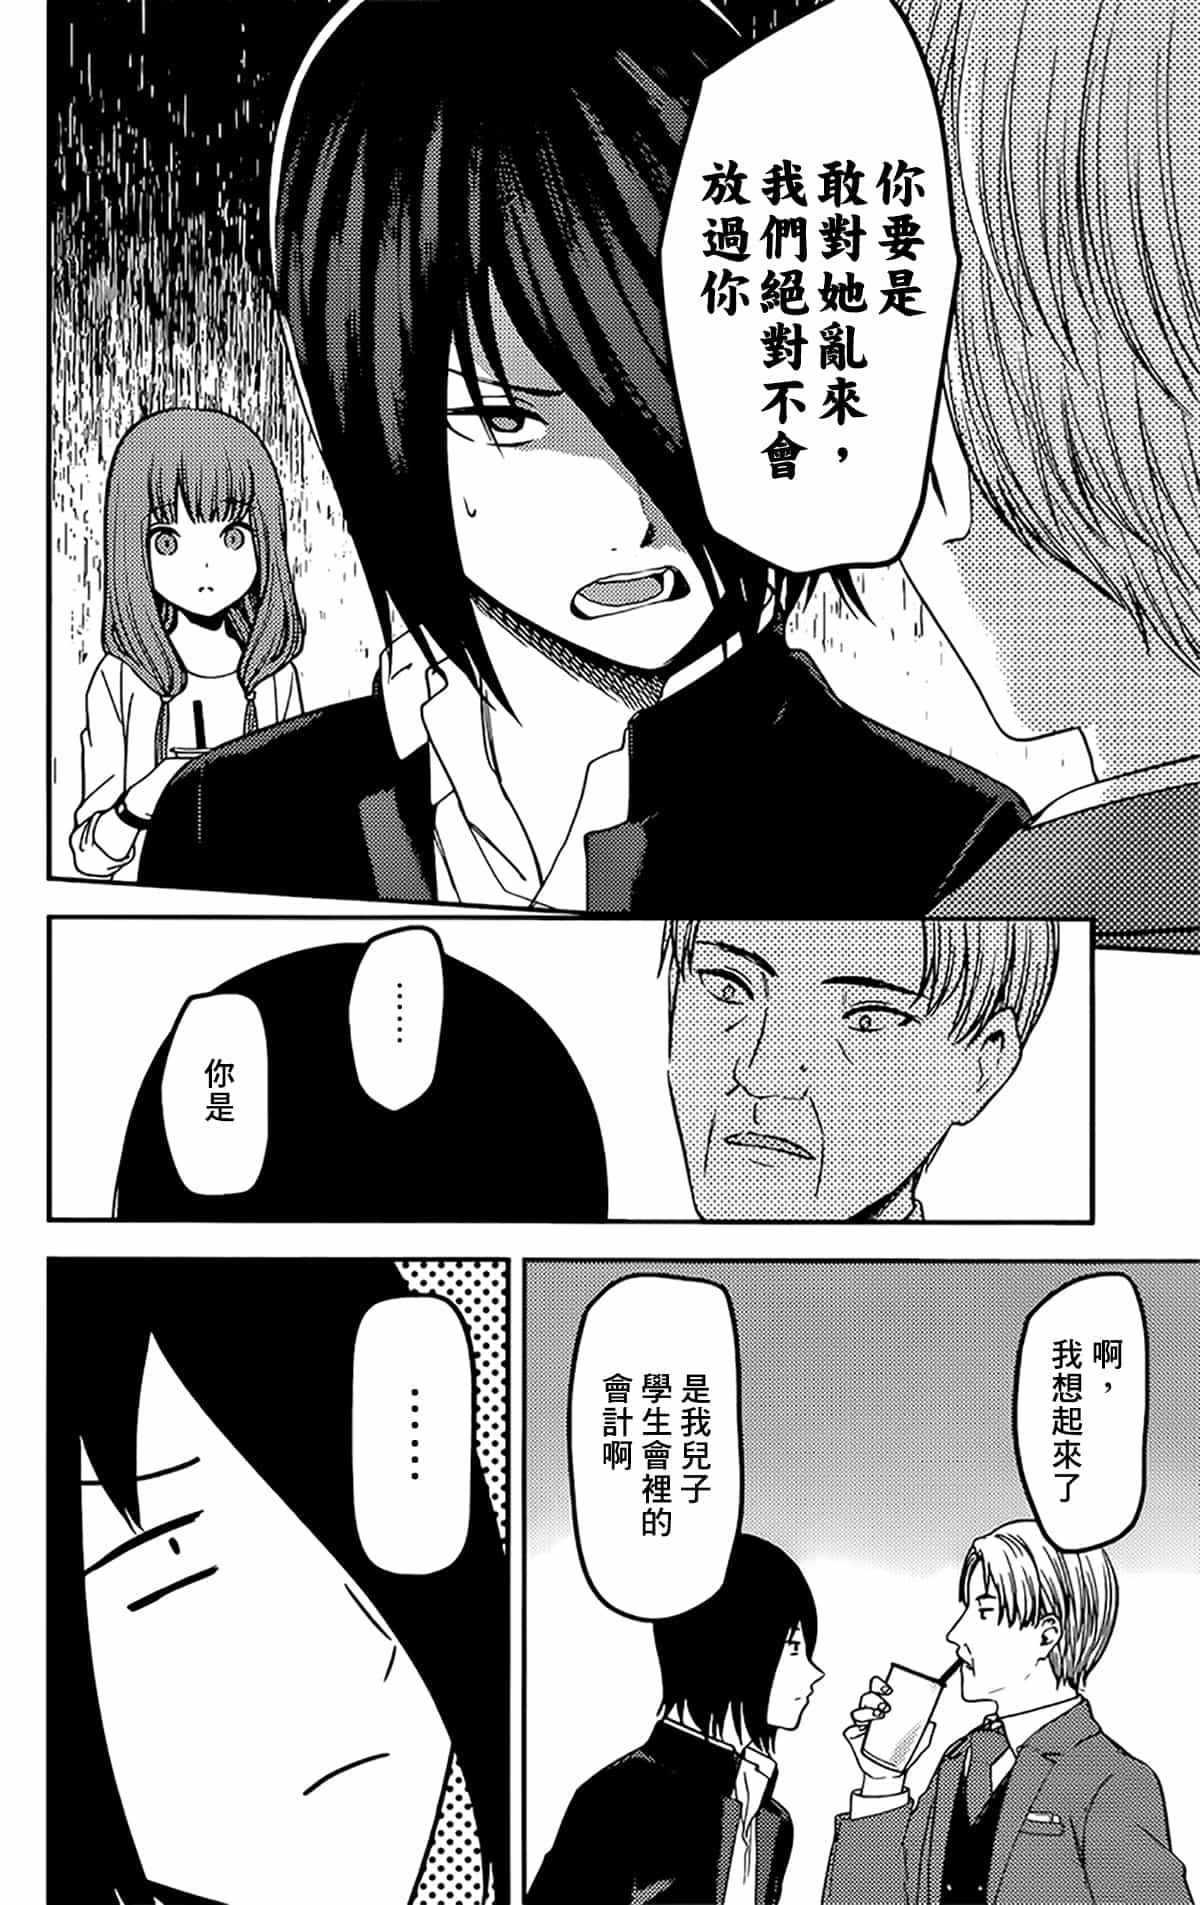 你要是
敢對她亂來，
我們絕對不會
放過你
……
你是
啊，
我想起來了
是我兒子
學生會裡的
會計啊
……